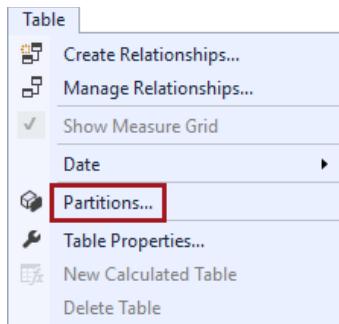 Table
Create Relationships...
Manage Relationships...
Show Measure Grid
Date
Partitions...
Table Properties...
New Calculated Table
Delete Table